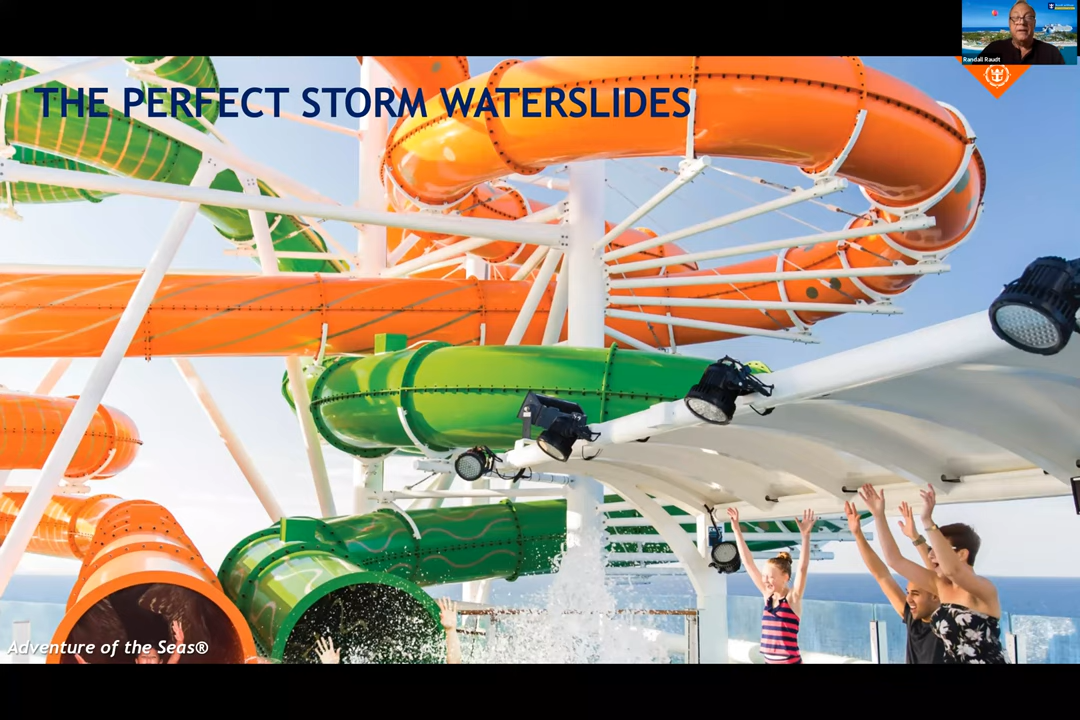 THE PERFECT STORM WATERSLIDES
Randall Raudt
Adventure of the Seas®